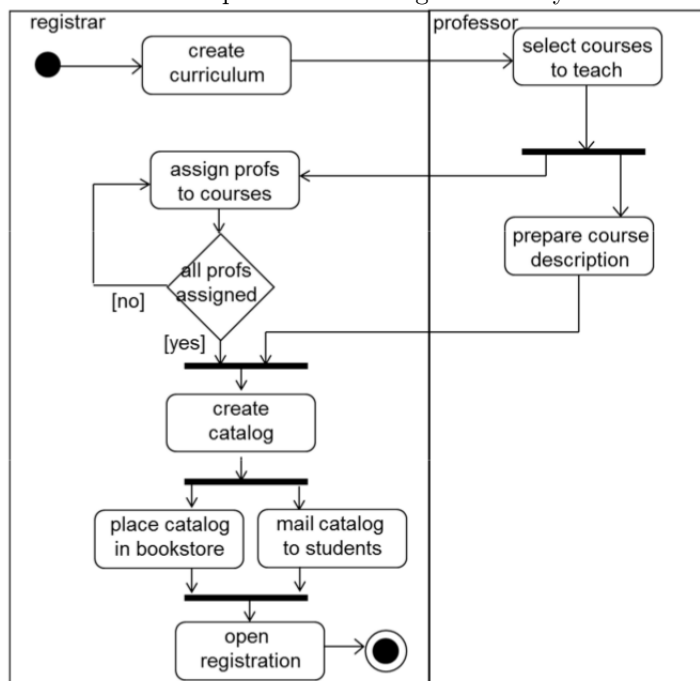 registrar
professor
create
curriculum
select courses
to teach
assign profs
to courses
prepare course
description
all profs
assigned
[no]
[yes]
create
catalog
place catalog
in bookstore
mail catalog
to students
open
registration